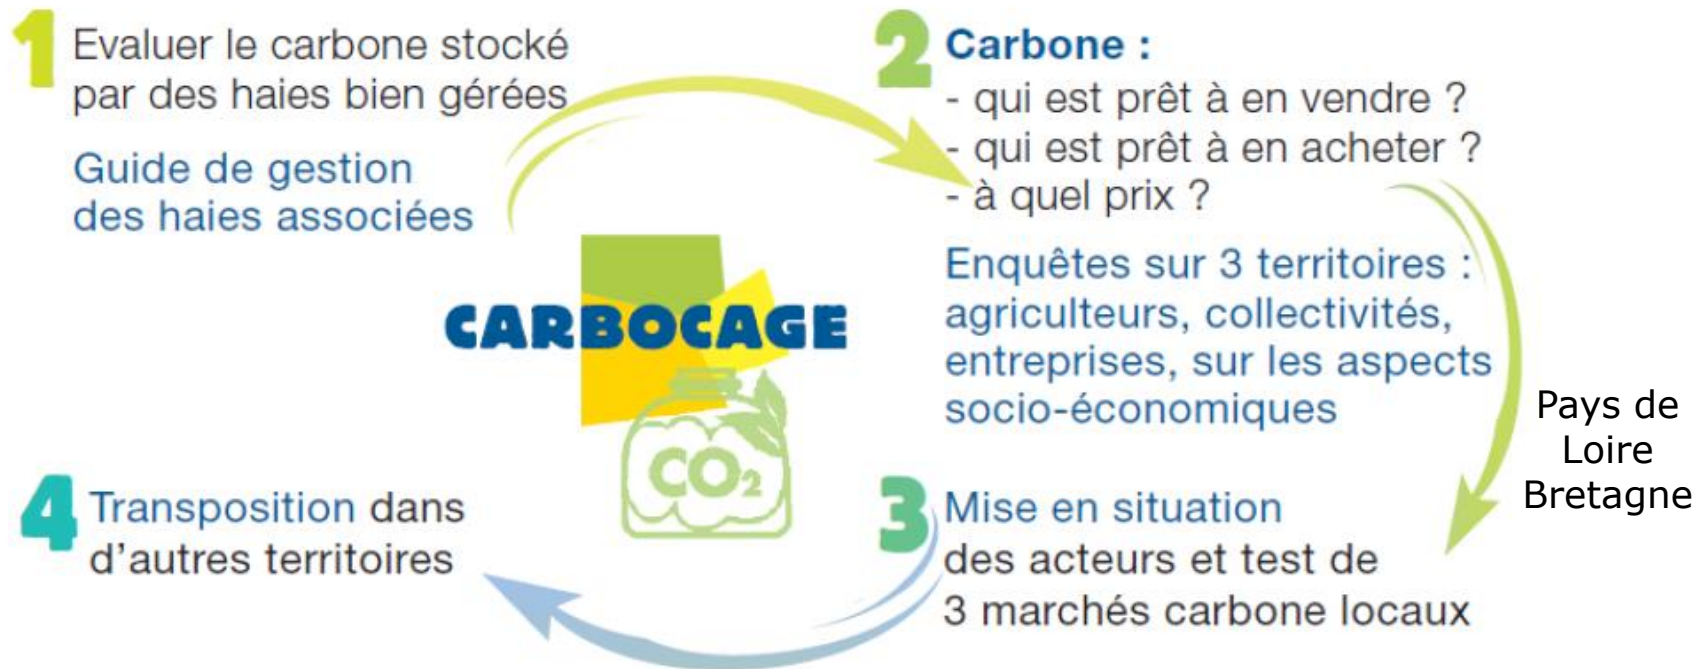 1
Evaluer le carbone stocké
par des haies bien gérées
Guide de gestion
des haies associées
2
Carbone :
- qui est prêt à en vendre ?
- qui est prêt à en acheter ?
- à quel prix ?
Enquêtes sur 3 territoires :
agriculteurs, collectivités,
entreprises, sur les aspects
socio-économiques
Pays de
Loire
Bretagne
CARBOCAGE
CO2
3
Mise en situation
des acteurs et test de
3 marchés carbone locaux
4
Transposition dans
d'autres territoires